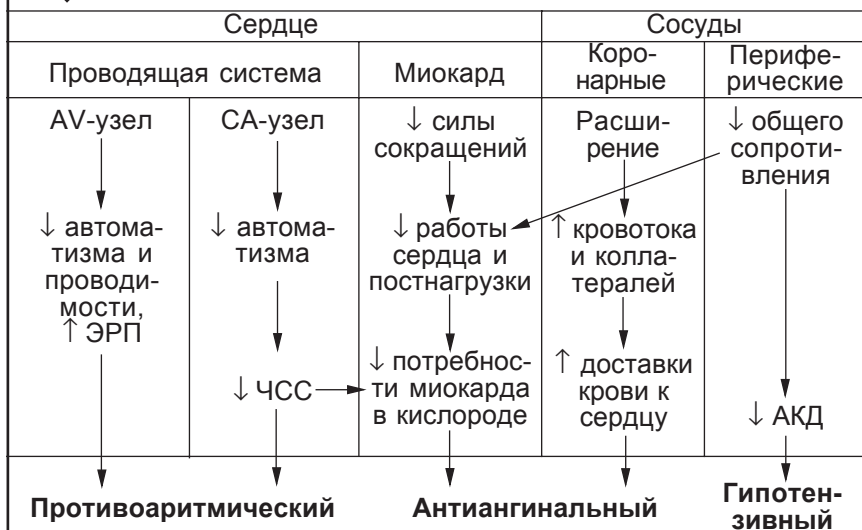 Сердце
Сосуды
Проводящая система
Миокард
Коро-
нарные
Перифе-
рические
AV-узел
↓ автома-
тизма и
проводи-
мости,
↑ ЭРП
СА-узел
↓ автома-
тизма
↓ ЧСС
↓ силы
сокращений
↓ работы
сердца и
постнагрузки
↓ потребнос-
ти миокарда
в кислороде
Расши-
рение
↑ кровотока
и колла-
тералей
↑ доставки
крови к
сердцу
↓ общего
сопроти-
вления
↓ АКД
Противоаритмический
Антиангинальный
Гипотен-
зивный